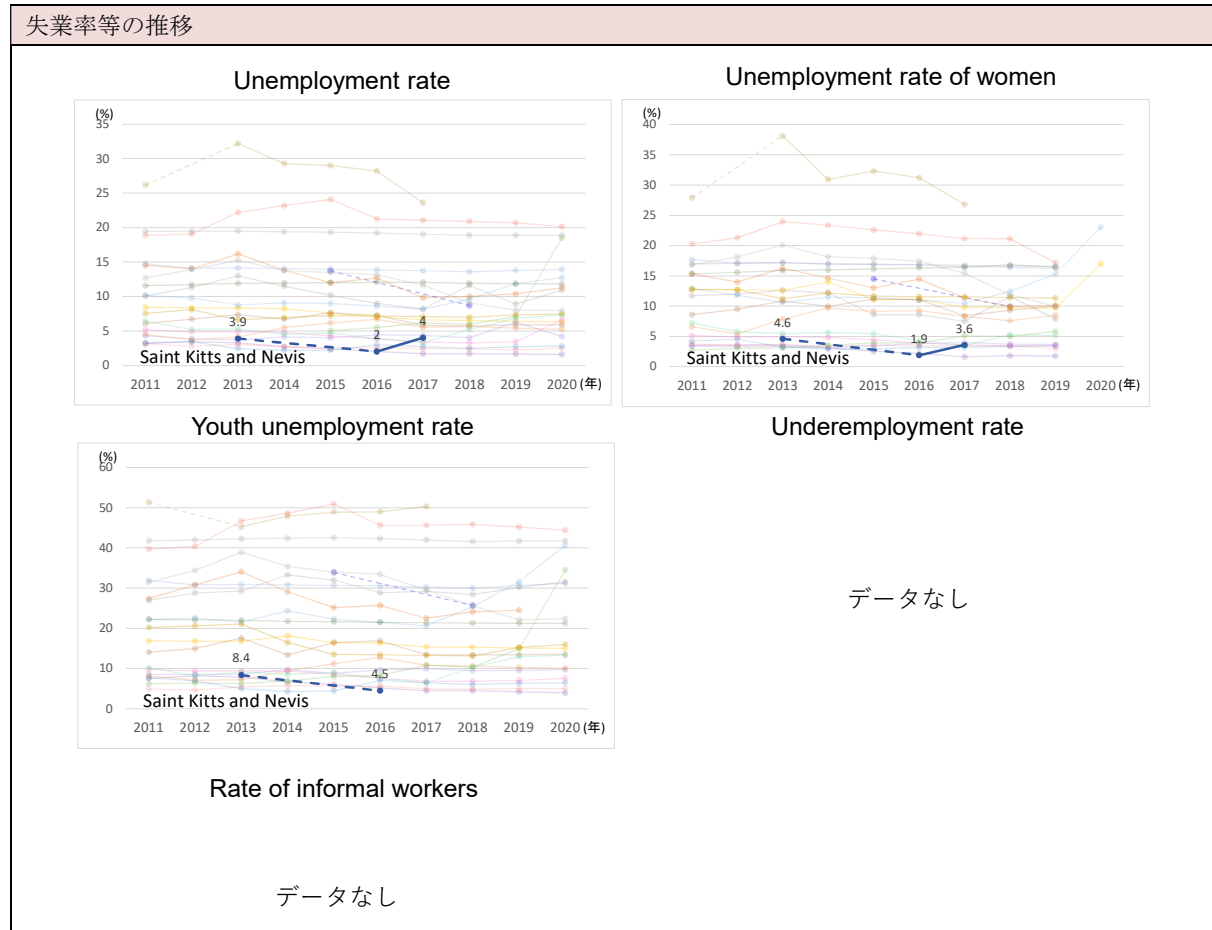 失業率等の推移
Unemployment rate
(%)
35
30
25
20
15
10
5
0
3.9
2
4
Saint Kitts and Nevis
2011 2012 2013 2014 2015 2016 2017 2018 2019 2020 (年)
Unemployment rate of women
(%)
40
35
30
25
20
15
10
5
0
4.6
1.9
3.6
Saint Kitts and Nevis
2011 2012 2013 2014 2015 2016 2017 2018 2019 2020 (年)
Youth unemployment rate
(%)
60
50
40
30
20
10
0
8.4
4.5
Saint Kitts and Nevis
2011 2012 2013 2014 2015 2016 2017 2018 2019 2020 (年)
Underemployment rate
データなし
Rate of informal workers
データなし